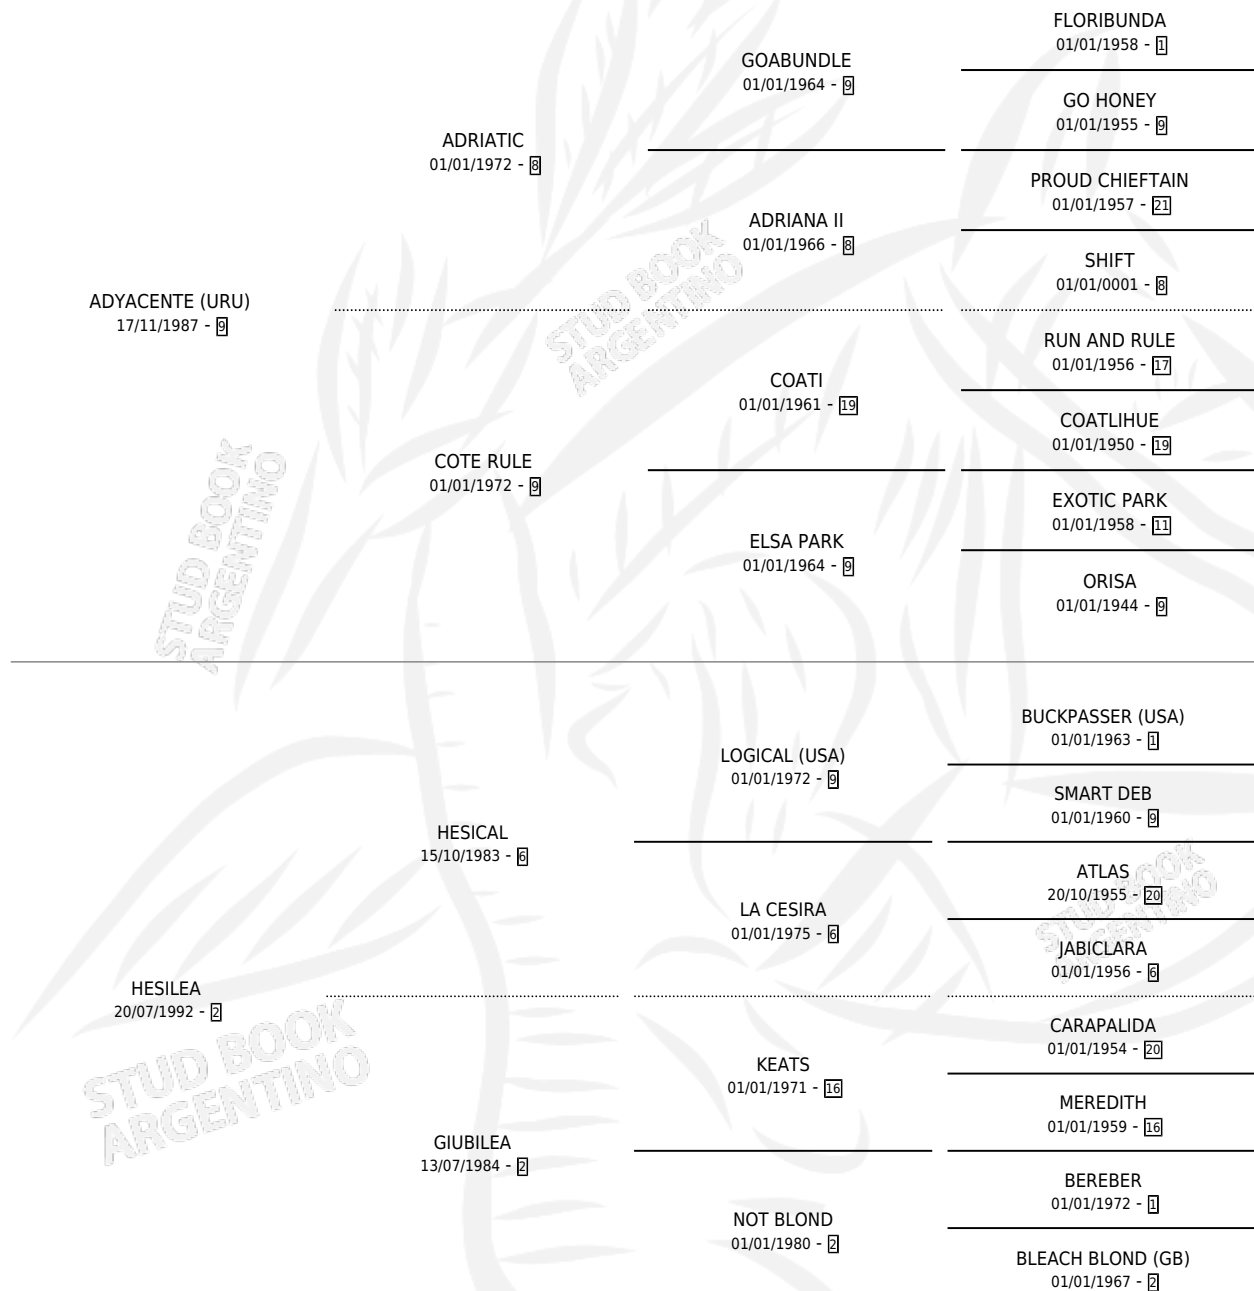 FLORIBUNDA
01/01/1958 - 1
GOABUNDLE
01/01/1964 - 9
GO HONEY
01/01/1955 - 9
ADRIATIC
01/01/1972 - 8
PROUD CHIEFTAIN
01/01/1957 - 21
ADRIANA II
01/01/1966 - 8
SHIFT
01/01/0001 - 8
ADYACENTE (URU)
17/11/1987 - 9
RUN AND RULE
01/01/1956 - 17
COATI
01/01/1961 - 19
COATLIHUE
01/01/1950 - 19
COTE RULE
01/01/1972 - 9
EXOTIC PARK
01/01/1958 - 11
ELSA PARK
01/01/1964 - 9
ORISA
01/01/1944 - 9
BUCKPASSER (USA)
01/01/1963 - 1
LOGICAL (USA)
01/01/1972 - 9
SMART DEB
01/01/1960 - 9
HESICAL
15/10/1983 - 6
ATLAS
20/10/1955 - 20
LA CESIRA
01/01/1975 - 6
JABICLARA
01/01/1956 - 6
HESILEA
20/07/1992 - 2
CARAPALIDA
01/01/1954 - 20
KEATS
01/01/1971 - 16
MEREDITH
01/01/1959 - 16
GIUBILEA
13/07/1984 - 2
BEREBER
01/01/1972 - 1
NOT BLOND
01/01/1980 - 2
BLEACH BLOND (GB)
01/01/1967 - 2
STUD BOOK
ARGENTINO
STUD BOOK
ARGENTINO
STUD BOOK
ARGENTINO
STUD BOOK
ARGENTINO